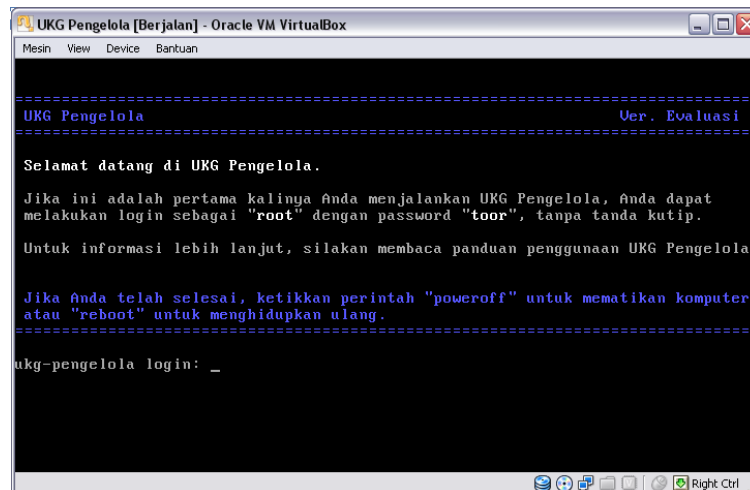 UKG Pengelola [Berjalan] - Oracle VM VirtualBox
Mesin View Device Bantuan
UKG Pengelola Ver. Evaluasi
Selamat datang di UKG Pengelola.
Jika ini adalah pertama kalinya Anda menjalankan UKG Pengelola, Anda dapat
melakukan login sebagai "root" dengan password "toor", tanpa tanda kutip.
Untuk informasi lebih lanjut, silakan membaca panduan penggunaan UKG Pengelola
Jika Anda telah selesai, ketikkan perintah "poweroff" untuk mematikan komputer
atau "reboot" untuk menghidupkan ulang.
ukg-pengelola login: _
Right Ctrl